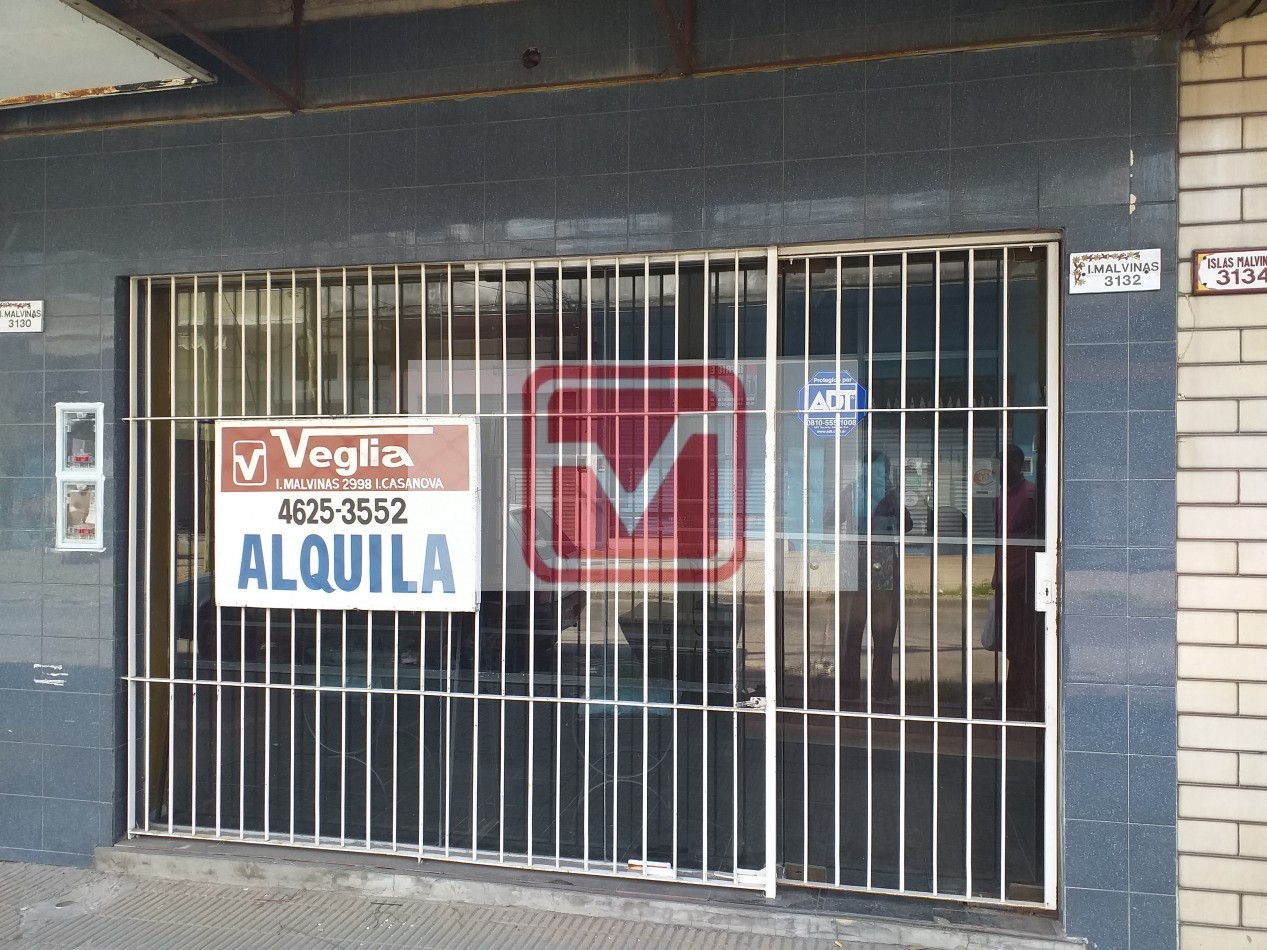 I. MALVINAS
3130
Veglia
I. MALVINAS 2998 I.CASANOVA
4625-3552
ALQUILA
Protegido por
ADT
0810-555-1008
I.MALVINAS
3132
ISLAS MALVIN
3134